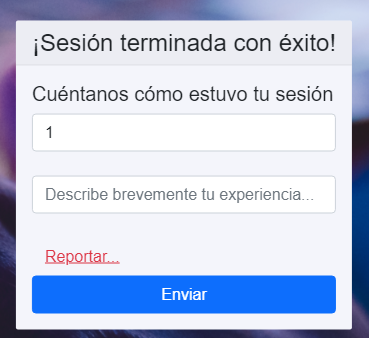 ¡Sesión terminada con éxito!
Cuéntanos cómo estuvo tu sesión
1
Describe brevemente tu experiencia...
Reportar...
Enviar